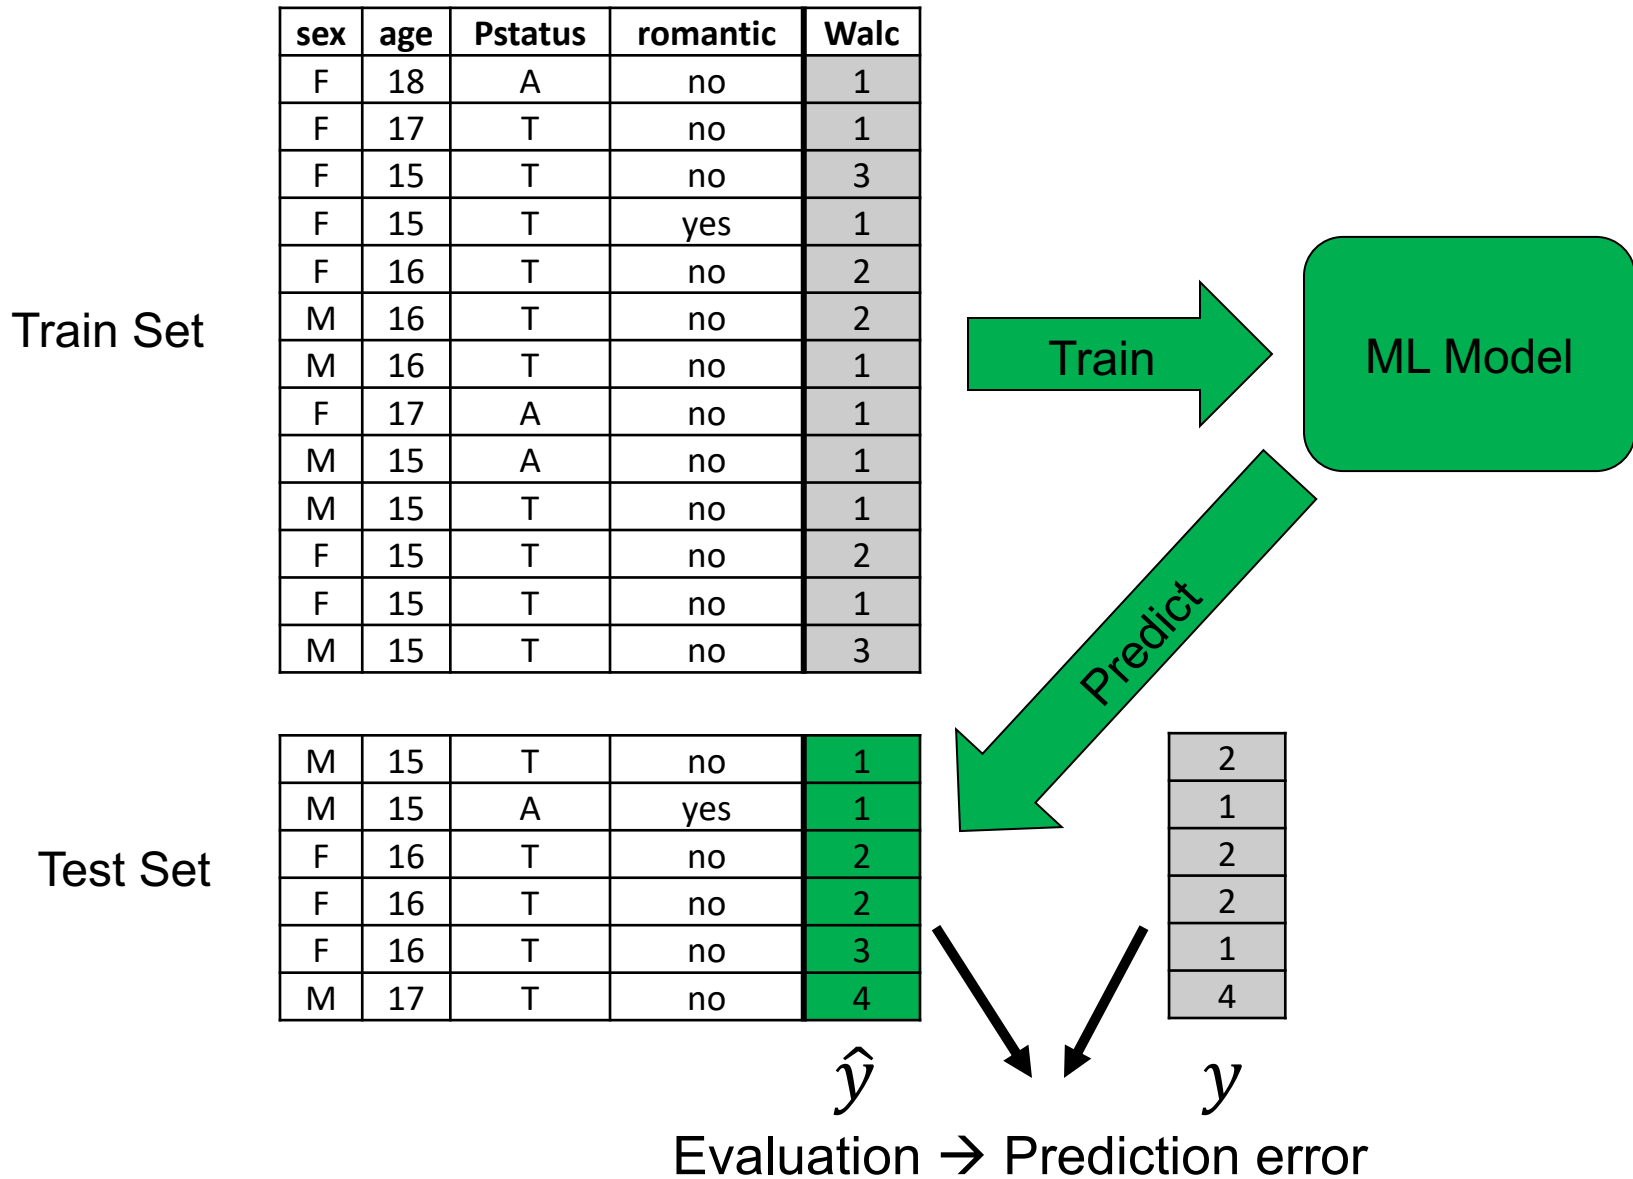 sex age Pstatus romantic Walc
F 18 A no 1
F 17 T no 1
F 15 T no 3
F 15 T yes 1
F 16 T no 2
M 16 T no 2
M 16 T no 1
F 17 A no 1
M 15 A no 1
M 15 T no 1
F 15 T no 2
F 15 T no 1
M 15 T no 3
Train Set
Train
ML Model
Predict
M 15 T no 1 2
M 15 A yes 1 1
F 16 T no 2 2
F 16 T no 2 2
F 16 T no 3 1
M 17 T no 4 4
Test Set
ŷ y
Evaluation → Prediction error